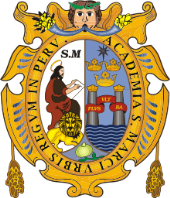 ACADEMIA S. MARCI VRBIS REGVM IN PERV
S.M